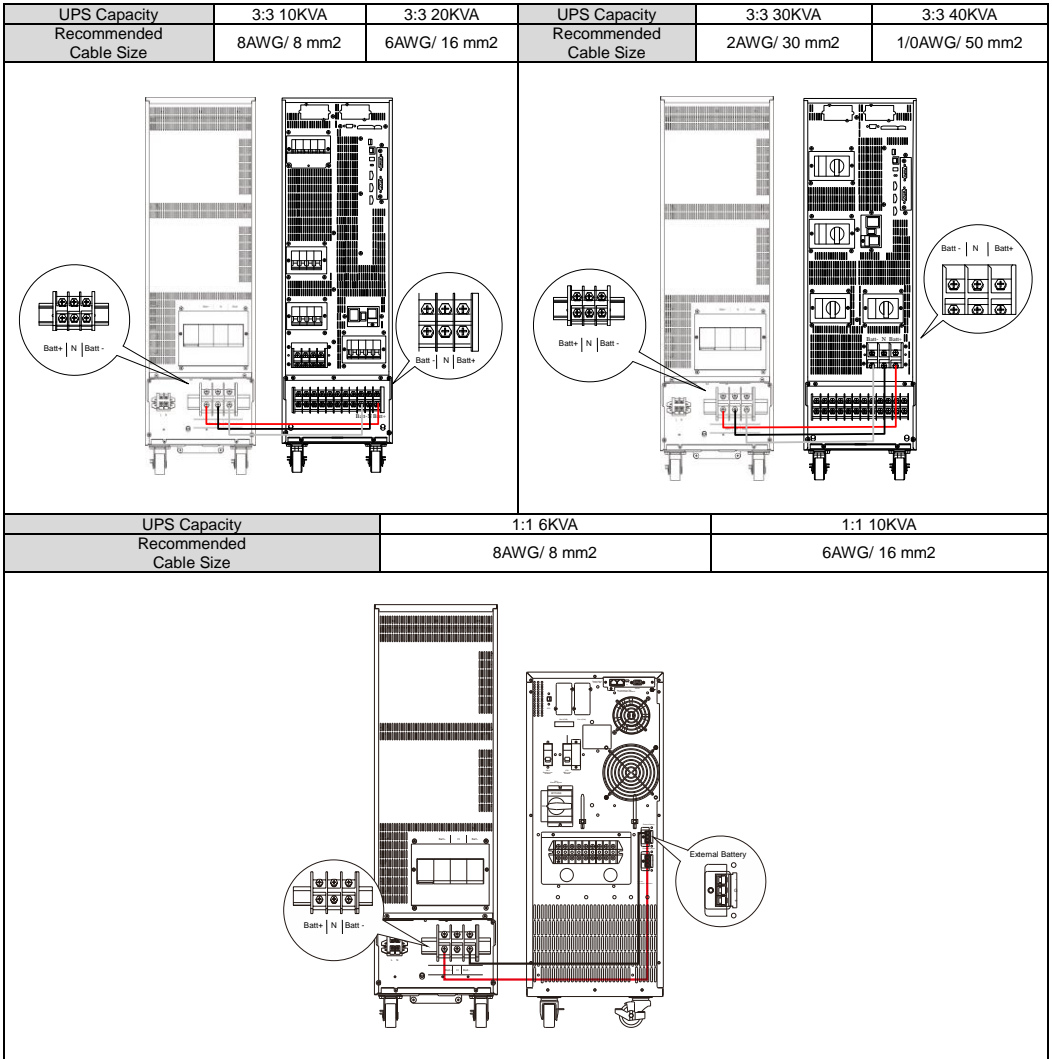 UPS Capacity 3:3 10KVA 3:3 20KVA UPS Capacity 3:3 30KVA 3:3 40KVA
Recommended
Cable Size 8AWG/ 8 mm2 6AWG/ 16 mm2 Recommended
Cable Size 2AWG/ 30 mm2 1/0AWG/ 50 mm2
Batt+ | N | Batt -
Batt - | N | Batt+
Batt+ | N | Batt -
Batt - | N | Batt+
Batt- N Batt+
UPS Capacity 1:1 6KVA 1:1 10KVA
Recommended
Cable Size 8AWG/ 8 mm2 6AWG/ 16 mm2
Batt+ | N | Batt -
External Battery